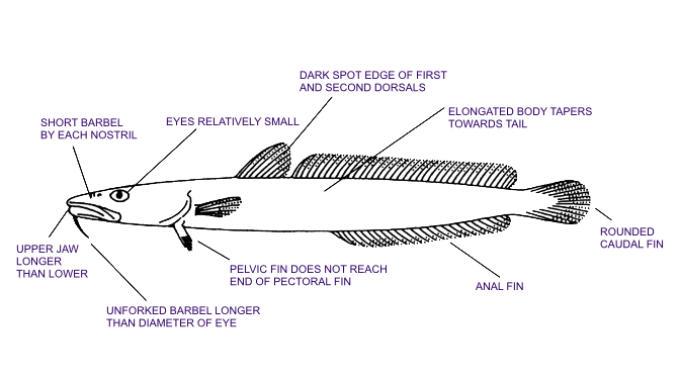 DARK SPOT EDGE OF FIRST
AND SECOND DORSALS
ELONGATED BODY TAPERS
TOWARDS TAIL
SHORT BARBEL
BY EACH NOSTRIL
EYES RELATIVELY SMALL
UPPER JAW
LONGER
THAN LOWER
PELVIC FIN DOES NOT REACH
END OF PECTORAL FIN
ROUNDED
CAUDAL FIN
ANAL FIN
UNFORKED BARBEL LONGER
THAN DIAMETER OF EYE